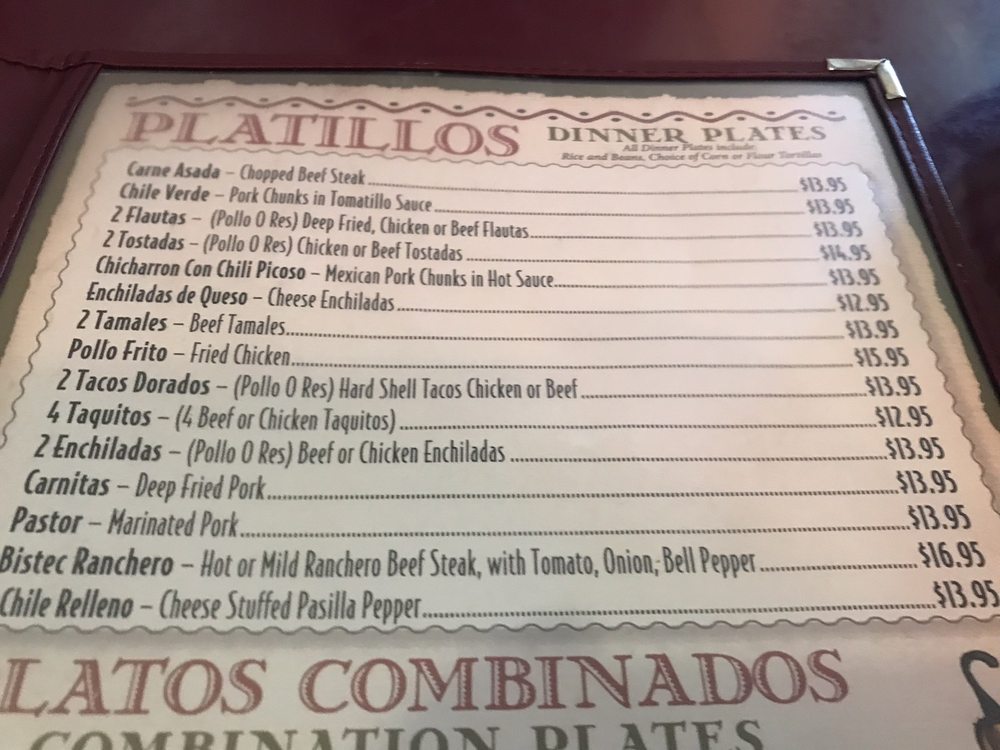 PLATILLOS DINNER PLATES
All Dinner Plates include:
Rice and Beans, Choice of Corn or Flour Tortillas
Carne Asada – Chopped Beef Steak $13.95
Chile Verde – Pork Chunks in Tomatillo Sauce $13.95
2 Flautas – (Pollo O Res) Deep Fried, Chicken or Beef Flautas $13.95
2 Tostadas – (Pollo O Res) Chicken or Beef Tostadas $14.95
Chicharron Con Chili Picoso – Mexican Pork Chunks in Hot Sauce $13.95
Enchiladas de Queso – Cheese Enchiladas $12.95
2 Tamales – Beef Tamales $13.95
Pollo Frito – Fried Chicken $15.95
2 Tacos Dorados – (Pollo O Res) Hard Shell Tacos Chicken or Beef $13.95
4 Taquitos – (4 Beef or Chicken Taquitos) $12.95
2 Enchiladas – (Pollo O Res) Beef or Chicken Enchiladas $13.95
Carnitas – Deep Fried Pork $13.95
Pastor – Marinated Pork $13.95
Bistec Ranchero – Hot or Mild Ranchero Beef Steak, with Tomato, Onion, Bell Pepper $16.95
Chile Relleno – Cheese Stuffed Pasilla Pepper $13.95
LATOS COMBINADOS
COMBINATION PLATES